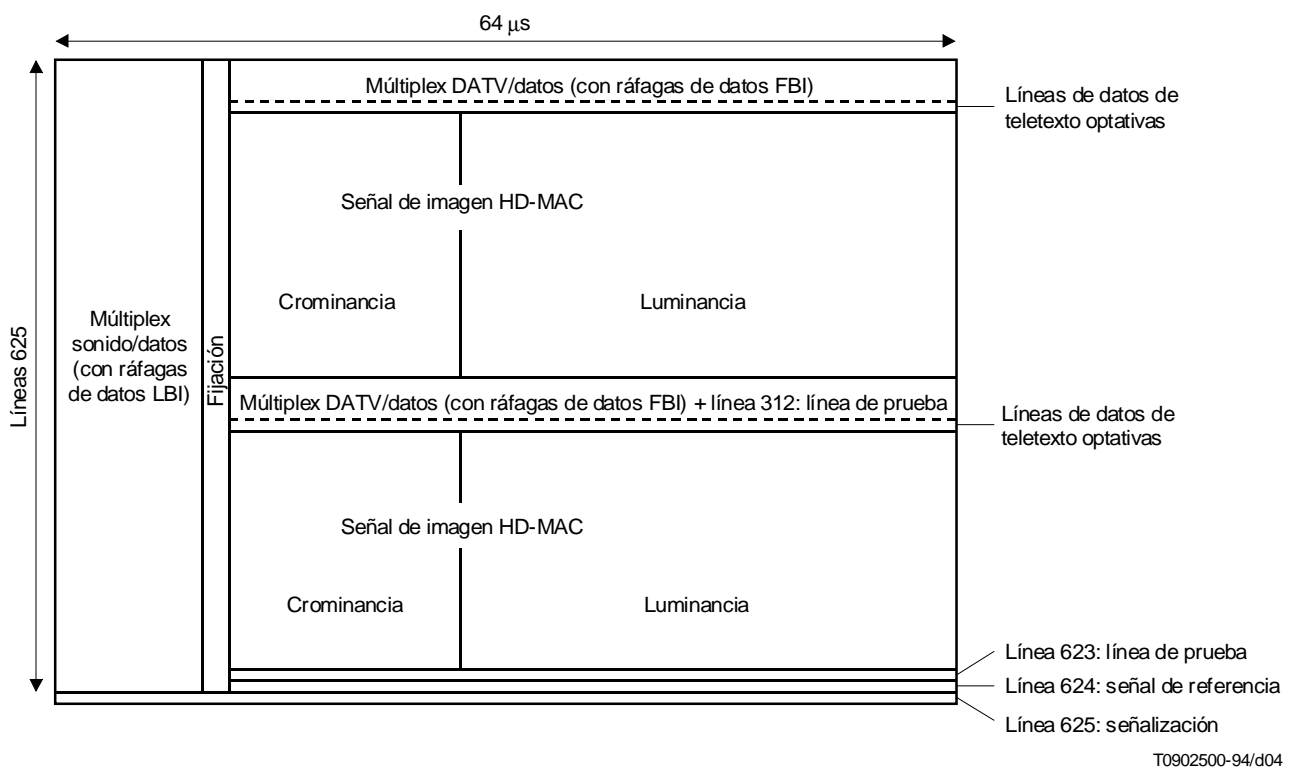 64 μs
Múltiplex DATV/datos (con ráfagas de datos FBI)
Líneas de datos de
teletexto optativas
Señal de imagen HD-MAC
Crominancia
Luminancia
Líneas 625
Múltiplex
sonido/datos
(con ráfagas
de datos LBI)
Fijación
Múltiplex DATV/datos (con ráfagas de datos FBI) + línea 312: línea de prueba
Líneas de datos de
teletexto optativas
Señal de imagen HD-MAC
Crominancia
Luminancia
Línea 623: línea de prueba
Línea 624: señal de referencia
Línea 625: señalización
T0902500-94/d04